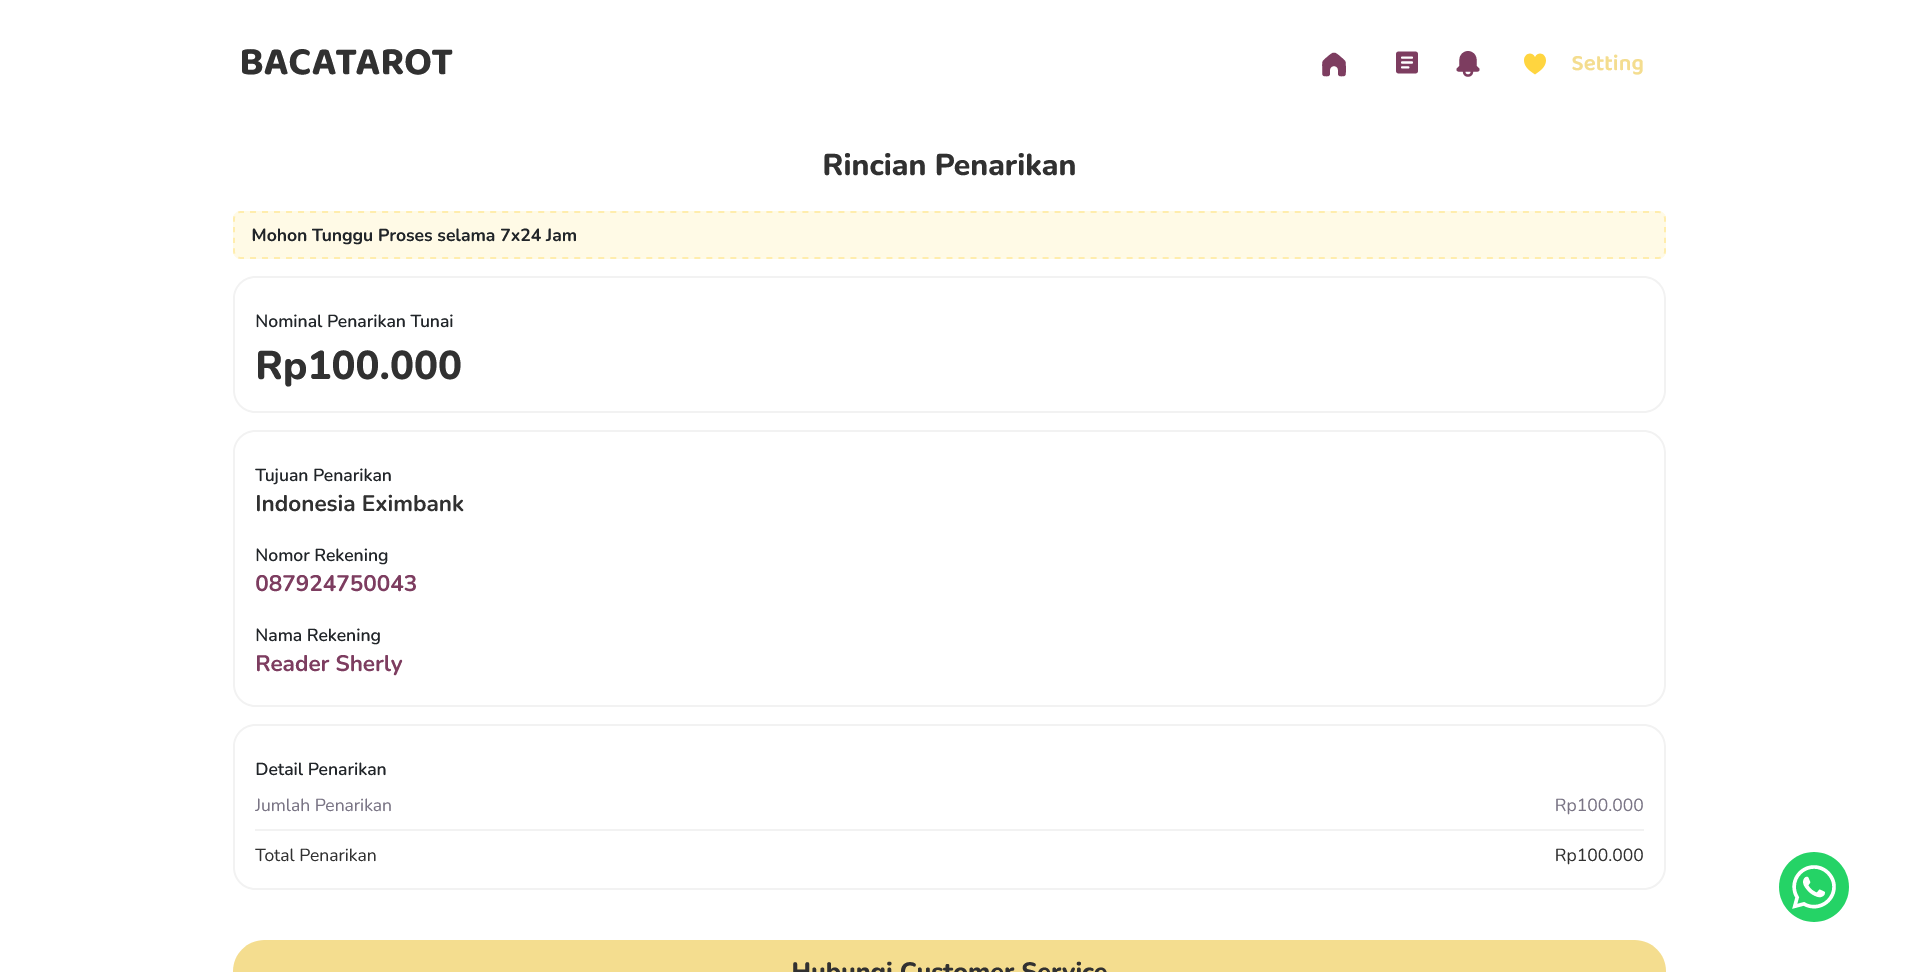 BACATAROT
Setting
Rincian Penarikan
Mohon Tunggu Proses selama 7x24 Jam
Nominal Penarikan Tunai
Rp100.000
Tujuan Penarikan
Indonesia Eximbank
Nomor Rekening
087924750043
Nama Rekening
Reader Sherly
Detail Penarikan
Jumlah Penarikan Rp100.000
Total Penarikan Rp100.000
Hubungi Customer Service